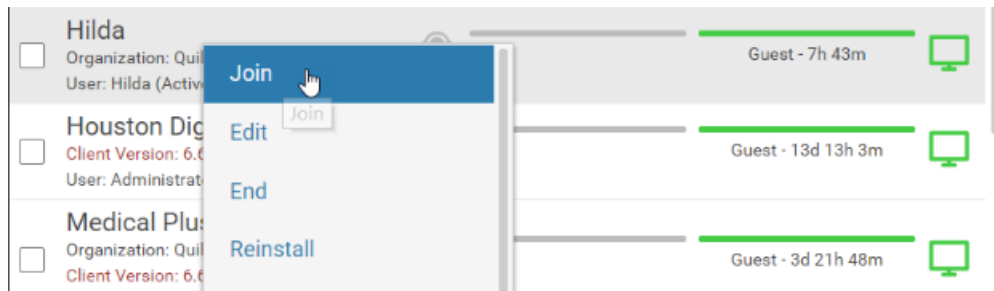 Hilda
Organization: Quil
User: Hilda (Activ
Guest - 7h 43m
Join
Join
Houston Dig
Client Version: 6.6
User: Administrat
Guest - 13d 13h 3m
Edit
End
Medical Plus
Organization: Quil
Client Version: 6.6
Guest - 3d 21h 48m
Reinstall